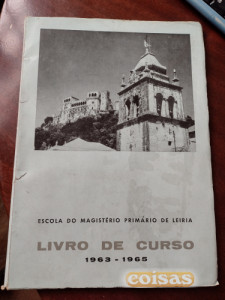 ESCOLA DO MAGISTÉRIO PRIMÁRIO DE LEIRIA
LIVRO DE CURSO
1963-1965
coisas